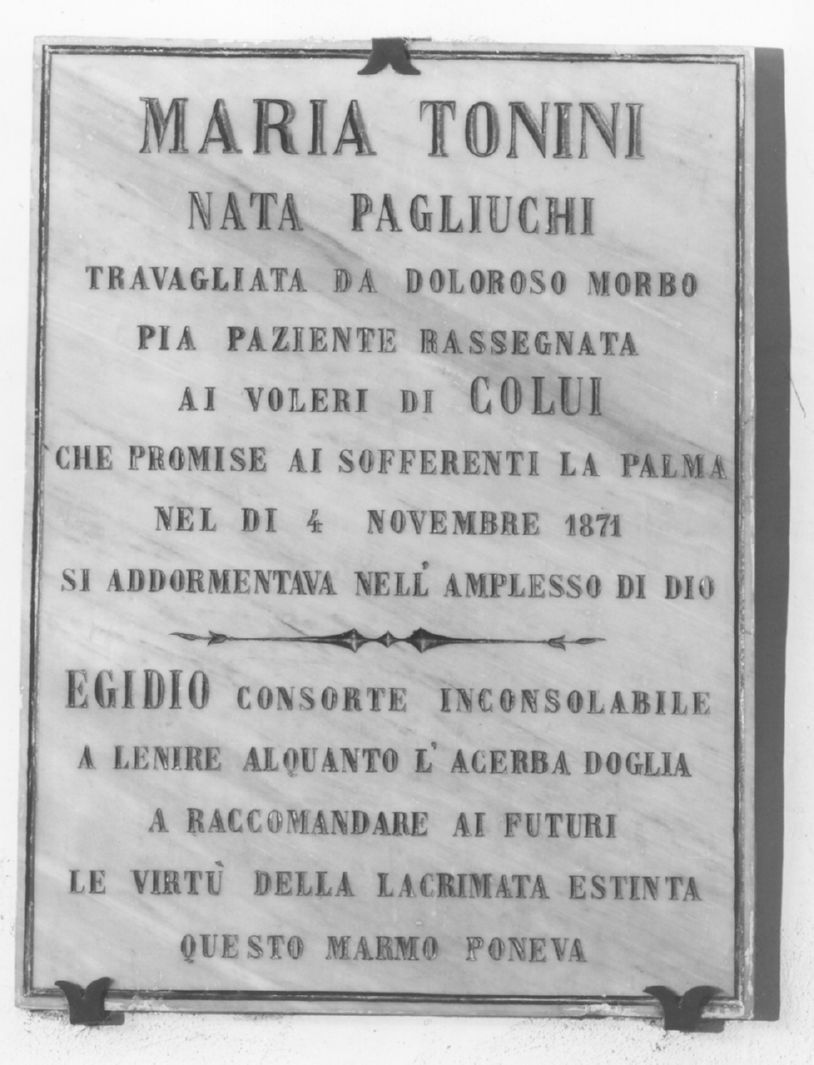 MARIA TONINI
NATA PAGLIUCHI
TRAVAGLIATA DA DOLOROSO MORBO
PIA PAZIENTE RASSEGNATA
AI VOLERI DI COLUI
CHE PROMISE AI SOFFERENTI LA PALMA
NEL DI 4 NOVEMBRE 1871
SI ADDORMENTAVA NELL' AMPLESSO DI DIO
EGIDIO CONSORTE INCONSOLABILE
A LENIRE ALQUANTO L' ACERBA DOGLIA
A RACCOMANDARE AI FUTURI
LE VIRTÙ DELLA LACRIMATA ESTINTA
QUESTO MARMO PONEVA